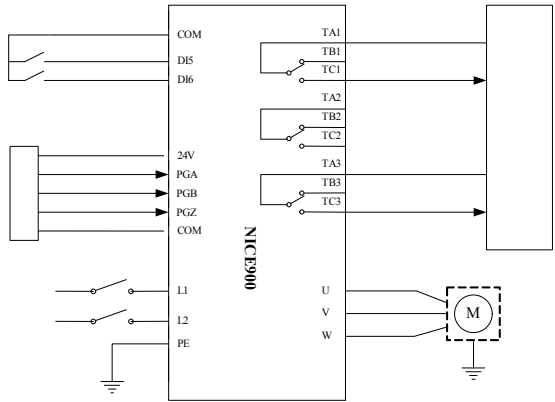 COM
DI5
DI6
24V
PGA
PGB
PGZ
COM
L1
L2
PE
NICE900
TA1
TB1
TC1
TA2
TB2
TC2
TA3
TB3
TC3
U
V
W
M